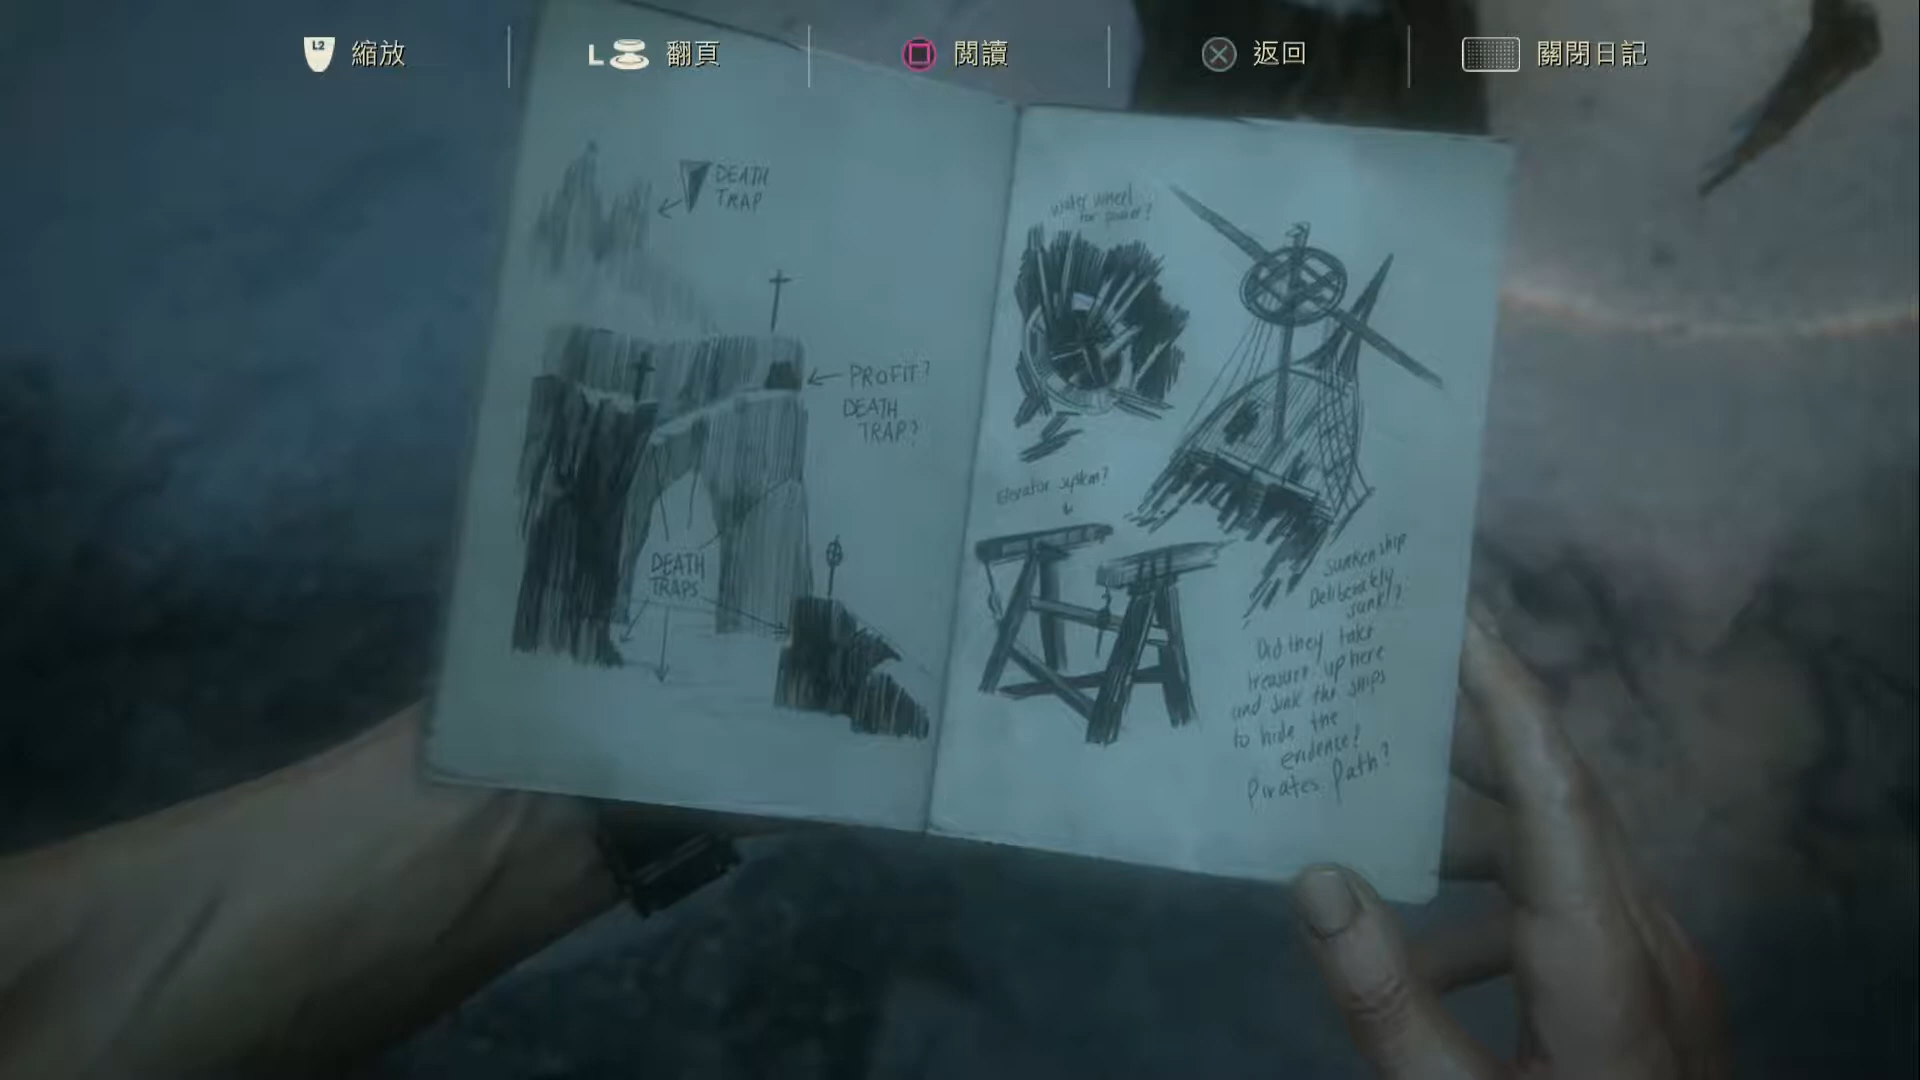 L2 縮放
L 翻頁
閱讀
返回
關閉日記
DEATH
TRAP
PROFIT?
DEATH
TRAP?
DEATH
TRAPS
water wheel
for power?
Elevator system?
sunken ship
Deliberately
sunk!?
Did they take
treasure up here
and sink the ships
to hide the
evidence?
Pirates Path?